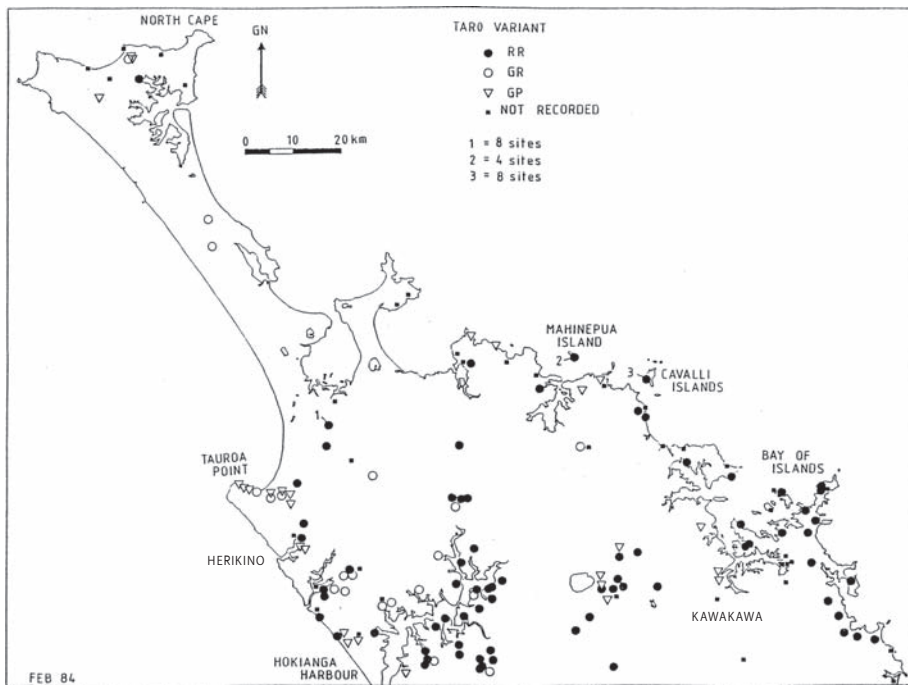 NORTH CAPE
GN
TARO VARIANT
RR
GR
GP
NOT RECORDED
0 10 20 km
1 = 8 sites
2 = 4 sites
3 = 8 sites
MAHINEPUA
ISLAND
2
3
CAVALLI
ISLANDS
1
TAUROA
POINT
BAY OF
ISLANDS
HERIKINO
KAWAKAWA
HOKIANGA
HARBOUR
FEB 84